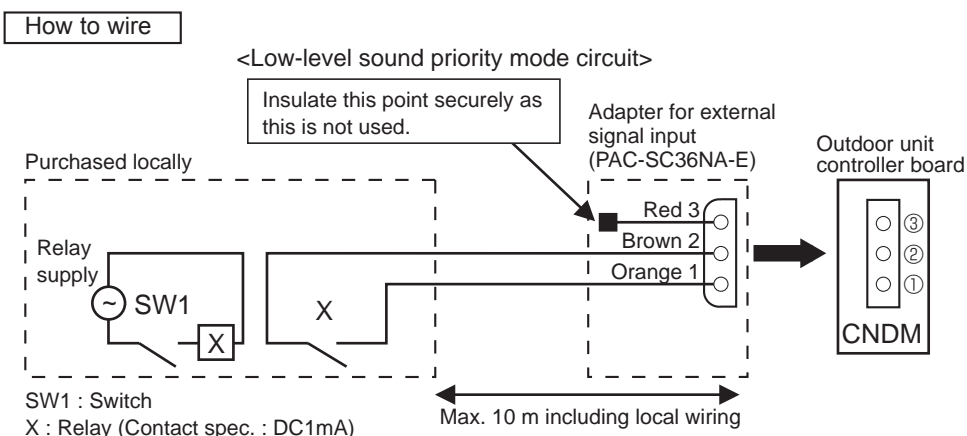 How to wire
<Low-level sound priority mode circuit>
Insulate this point securely as
this is not used.
Adapter for external
signal input
(PAC-SC36NA-E)
Outdoor unit
controller board
Purchased locally
Relay
supply
~
SW1
X
X
Red 3
Brown 2
Orange 1
③
②
①
CNDM
SW1 : Switch
X : Relay (Contact spec. : DC1mA)
Max. 10 m including local wiring